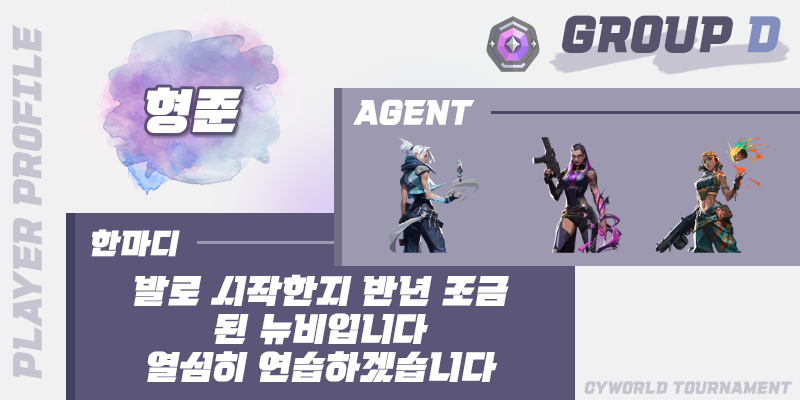 PLAYER PROFILE
형준
GROUP D
AGENT
한마디
발로 시작한지 반년 조금
된 뉴비입니다
열심히 연습하겠습니다
CYWORLD TOURNAMENT